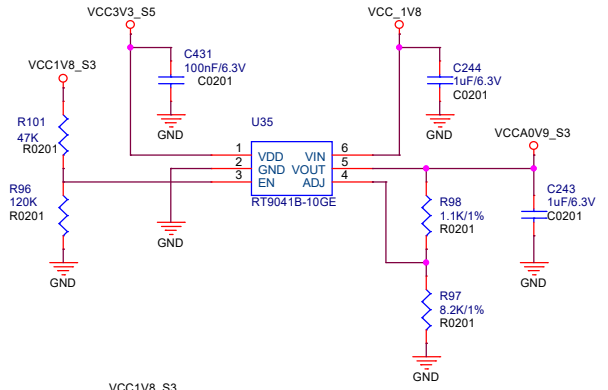 VCC3V3_S5
VCC_1V8
C431
100nF/6.3V
C0201
C244
1uF/6.3V
C0201
VCC1V8_S3
GND
GND
R101
47K
R0201
U35
VCCA0V9_S3
1
VDD
VIN
6
2
GND
VOUT
5
3
EN
ADJ
4
RT9041B-10GE
R96
120K
R0201
R98
1.1K/1%
R0201
C243
1uF/6.3V
C0201
GND
GND
GND
R97
8.2K/1%
R0201
GND
VCC1V8_S3